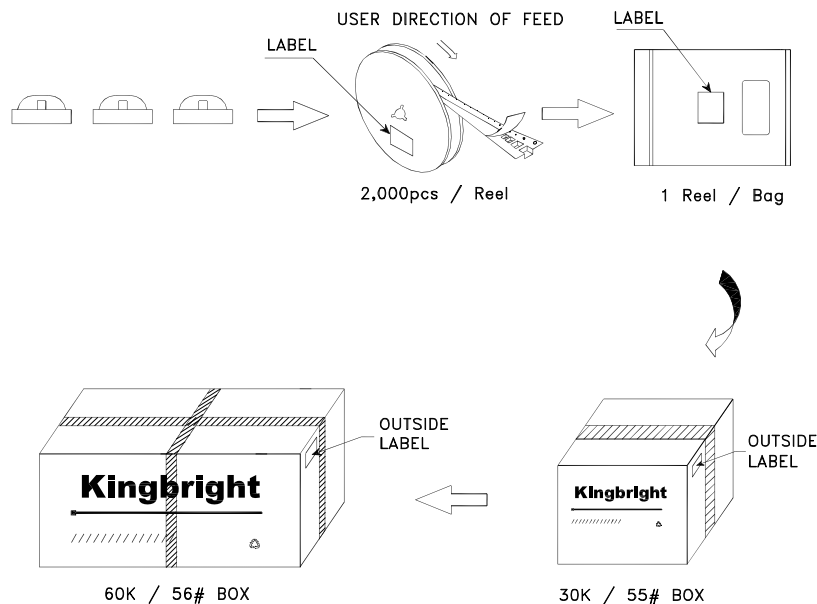 USER DIRECTION OF FEED
LABEL
LABEL
2,000pcs / Reel
1 Reel / Bag
OUTSIDE
LABEL
OUTSIDE
LABEL
Kingbright
Kingbright
60K / 56# BOX
30K / 55# BOX